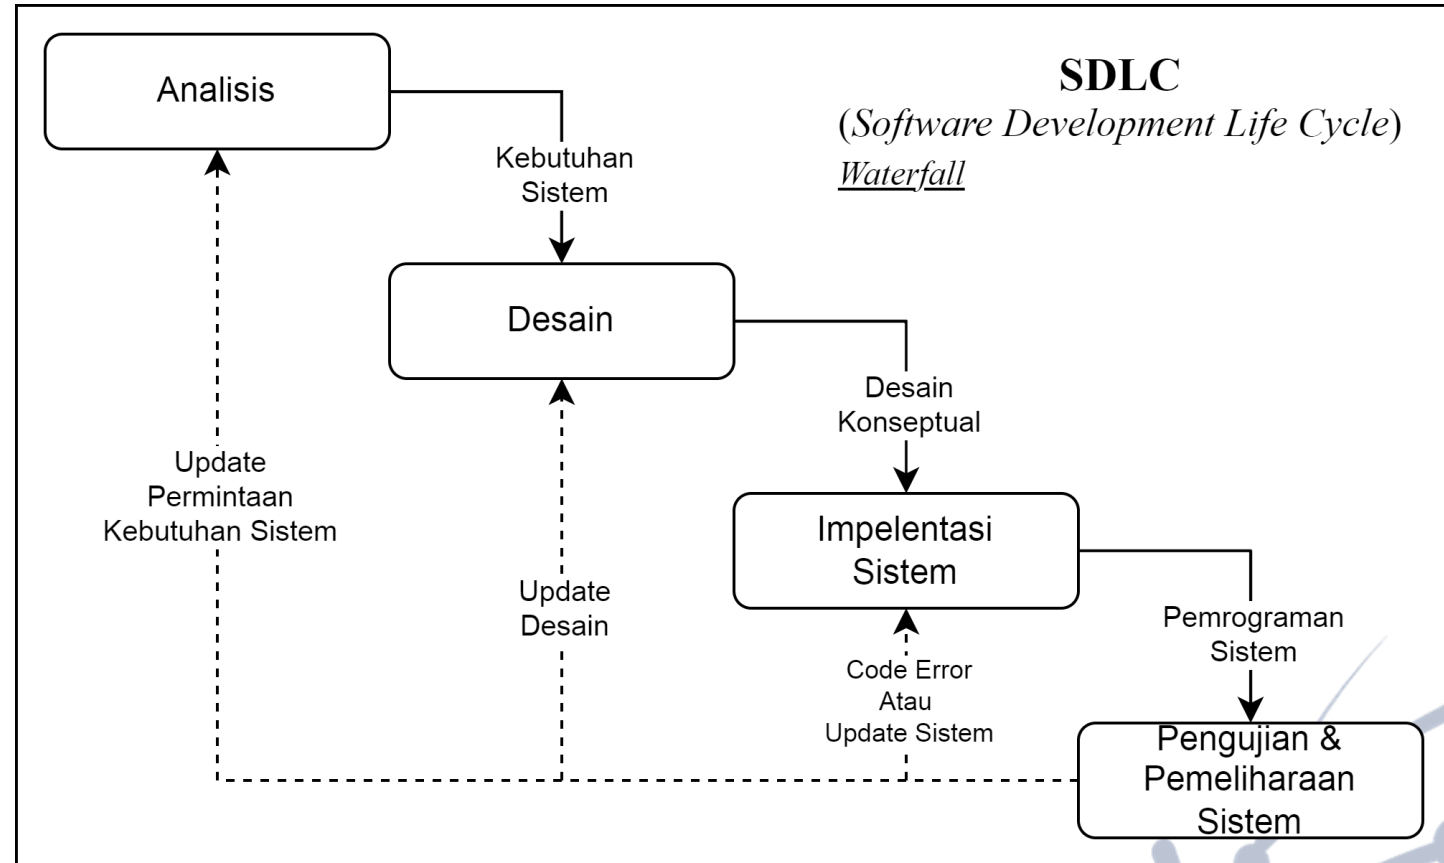 SDLC
(Software Development Life Cycle)
Waterfall
Analisis
Kebutuhan
Sistem
Desain
Desain
Konseptual
Impelentasi
Sistem
Pemrograman
Sistem
Pengujian &
Pemeliharaan
Sistem
Update
Permintaan
Kebutuhan Sistem
Update
Desain
Code Error
Atau
Update Sistem